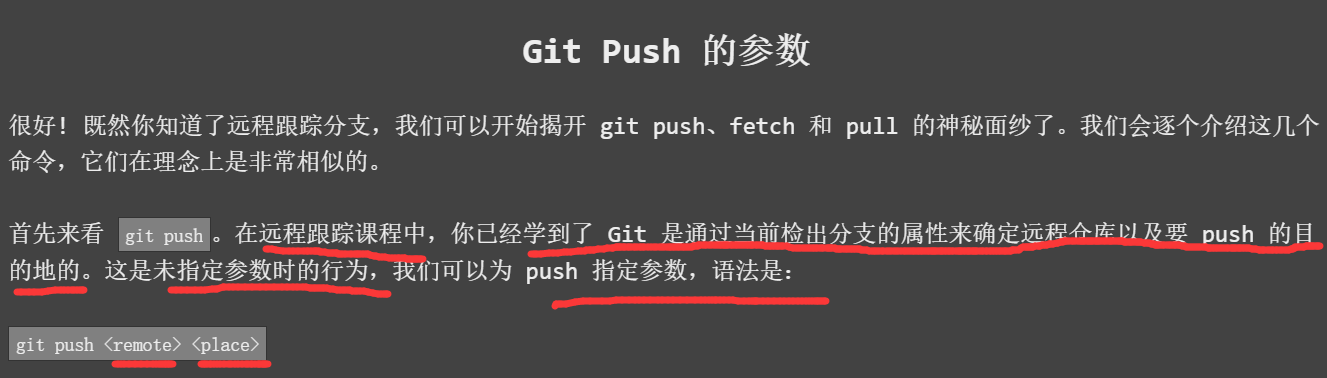 Git Push 的参数
很好! 既然你知道了远程跟踪分支，我们可以开始揭开 git push、fetch 和 pull 的神秘面纱了。我们会逐个介绍这几个
命令，它们在理念上是非常相似的。
首先来看 git push。在远程跟踪课程中，你已经学到了 Git 是通过当前检出分支的属性来确定远程仓库以及要 push 的目
的地的。这是未指定参数时的行为，我们可以为 push 指定参数，语法是：
git push <remote> <place>